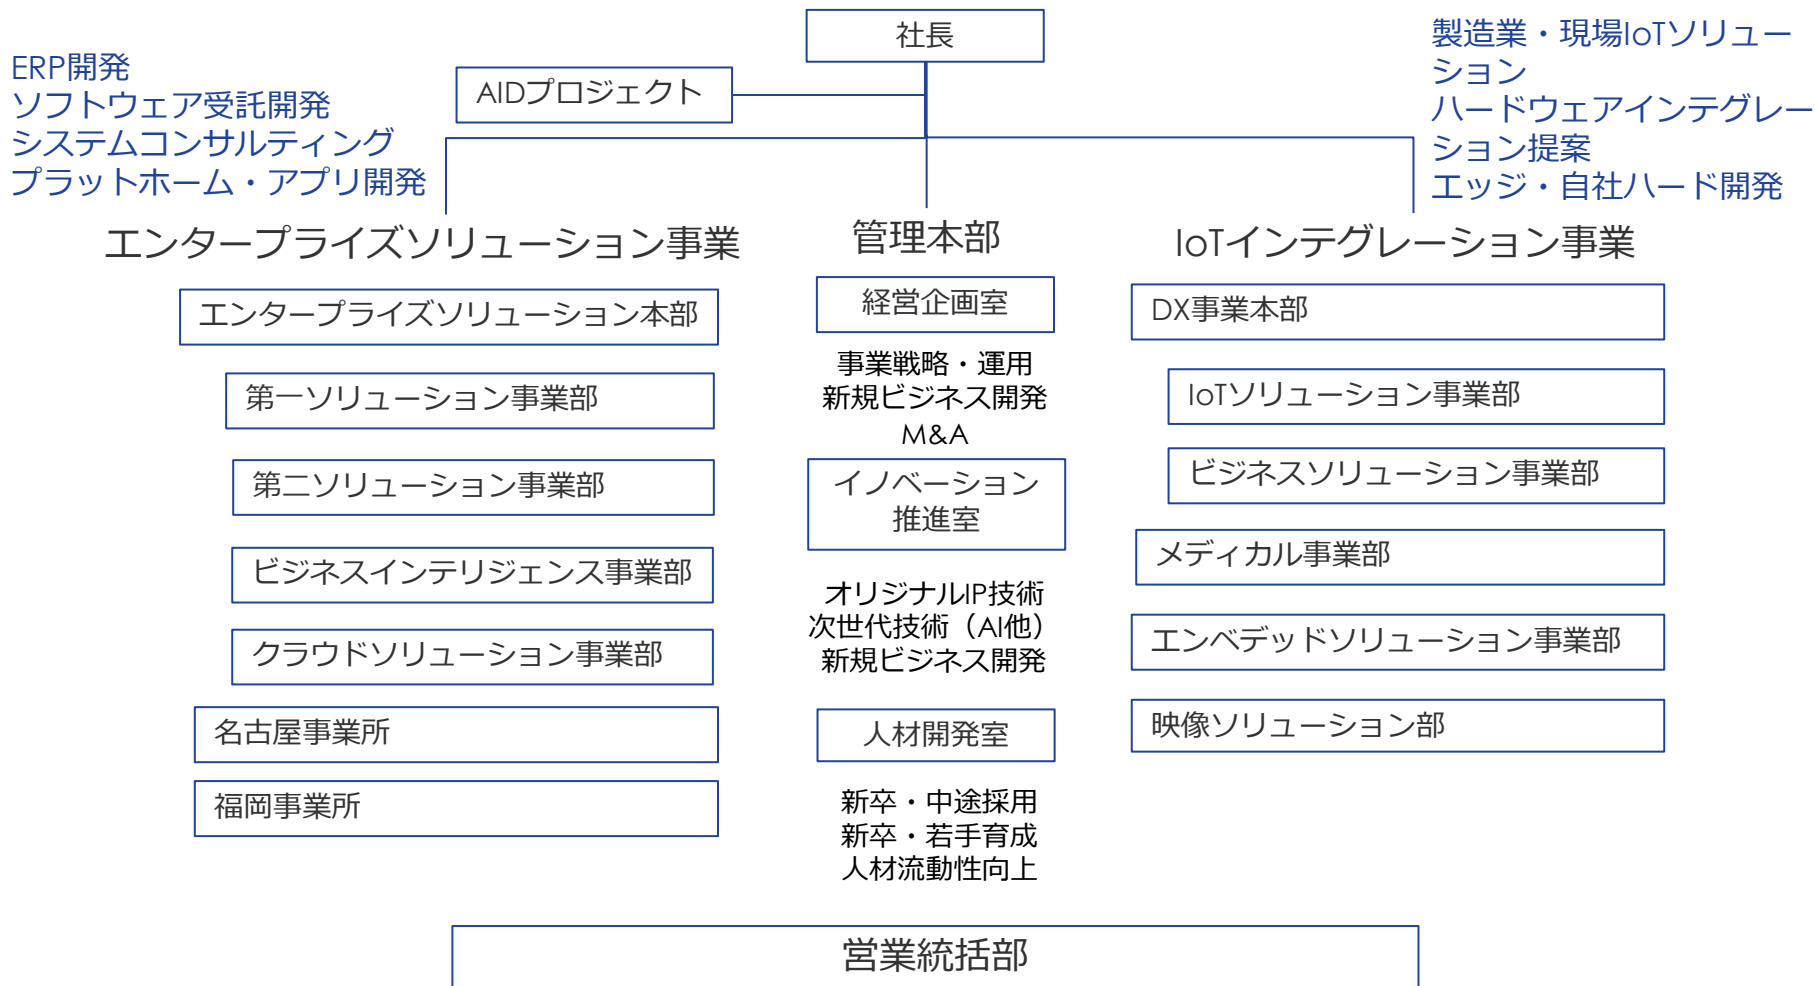 社長
AIDプロジェクト
ERP開発
ソフトウェア受託開発
システムコンサルティング
プラットホーム・アプリ開発
製造業・現場IoTソリュー
ション
ハードウェアインテグレー
ション提案
エッジ・自社ハード開発
エンタープライズソリューション事業
エンタープライズソリューション本部
第一ソリューション事業部
第二ソリューション事業部
ビジネスインテリジェンス事業部
クラウドソリューション事業部
名古屋事業所
福岡事業所
管理本部
経営企画室
事業戦略・運用
新規ビジネス開発
M&A
イノベーション
推進室
オリジナルIP技術
次世代技術（AI他）
新規ビジネス開発
人材開発室
新卒・中途採用
新卒・若手育成
人材流動性向上
IoTインテグレーション事業
DX事業本部
IoTソリューション事業部
ビジネスソリューション事業部
メディカル事業部
エンベデッドソリューション事業部
映像ソリューション部
営業統括部